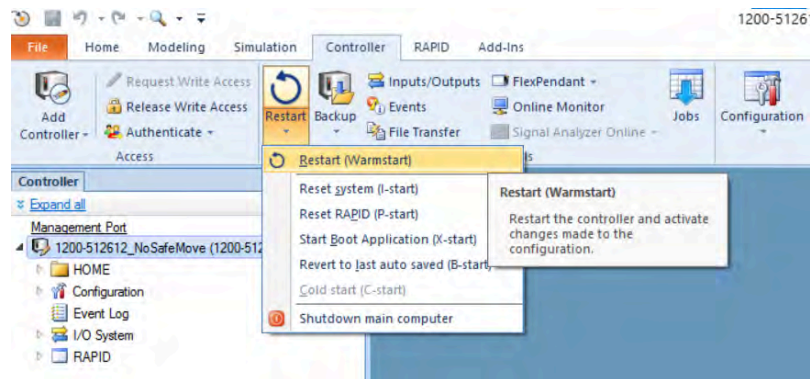 1200-51261
File Home Modeling Simulation Controller RAPID Add-Ins
Add Controller
Request Write Access
Release Write Access
Authenticate
Access
Restart
Backup
Inputs/Outputs
Events
File Transfer
FlexPendant
Online Monitor
Signal Analyzer Online
ls
Jobs
Configuration
Restart (Warmstart)
Reset system (I-start)
Reset RAPID (P-start)
Start Boot Application (X-start)
Revert to last auto saved (B-start)
Cold start (C-start)
Shutdown main computer
Restart (Warmstart)
Restart the controller and activate
changes made to the
configuration.
Controller
Expand all
Management Port
1200-512612_NoSafeMove (1200-512
HOME
Configuration
Event Log
I/O System
RAPID